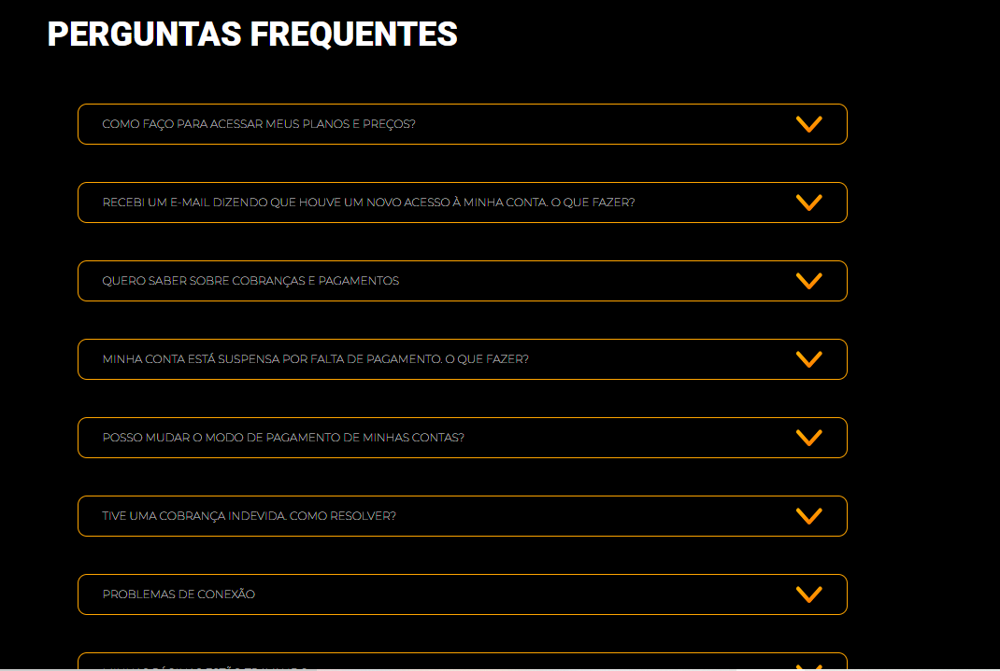 PERGUNTAS FREQUENTES
COMO FAÇO PARA ACESSAR MEUS PLANOS E PREÇOS?
RECEBI UM E-MAIL DIZENDO QUE HOUVE UM NOVO ACESSO À MINHA CONTA. O QUE FAZER?
QUERO SABER SOBRE COBRANÇAS E PAGAMENTOS
MINHA CONTA ESTÁ SUSPENSA POR FALTA DE PAGAMENTO. O QUE FAZER?
POSSO MUDAR O MODO DE PAGAMENTO DE MINHAS CONTAS?
TIVE UMA COBRANÇA INDEVIDA. COMO RESOLVER?
PROBLEMAS DE CONEXÃO